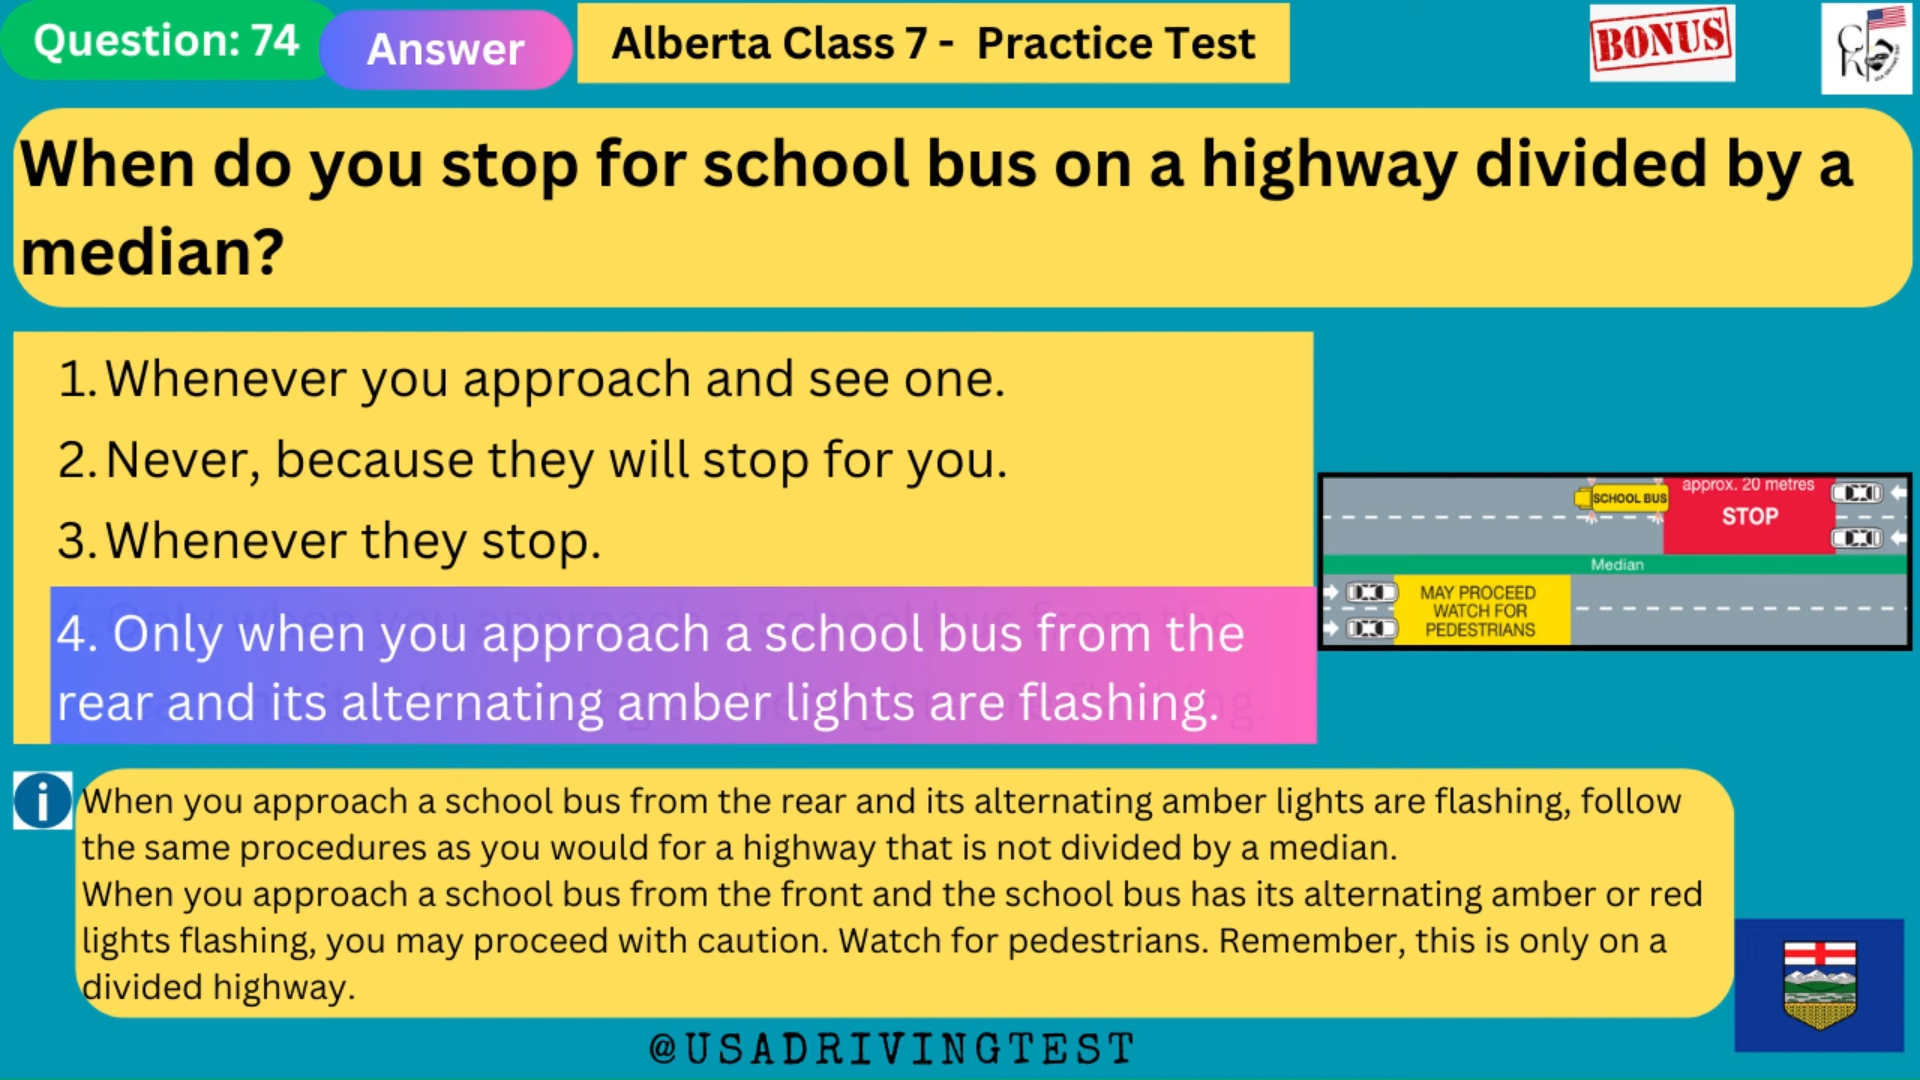 Question: 74
Answer
Alberta Class 7 - Practice Test
BONUS
When do you stop for school bus on a highway divided by a
median?
1. Whenever you approach and see one.
2. Never, because they will stop for you.
3. Whenever they stop.
4. Only when you approach a school bus from the
rear and its alternating amber lights are flashing.
SCHOOL BUS
approx. 20 metres
STOP
Median
MAY PROCEED
WATCH FOR
PEDESTRIANS
i
When you approach a school bus from the rear and its alternating amber lights are flashing, follow
the same procedures as you would for a highway that is not divided by a median.
When you approach a school bus from the front and the school bus has its alternating amber or red
lights flashing, you may proceed with caution. Watch for pedestrians. Remember, this is only on a
divided highway.
@USADRIVINGTEST